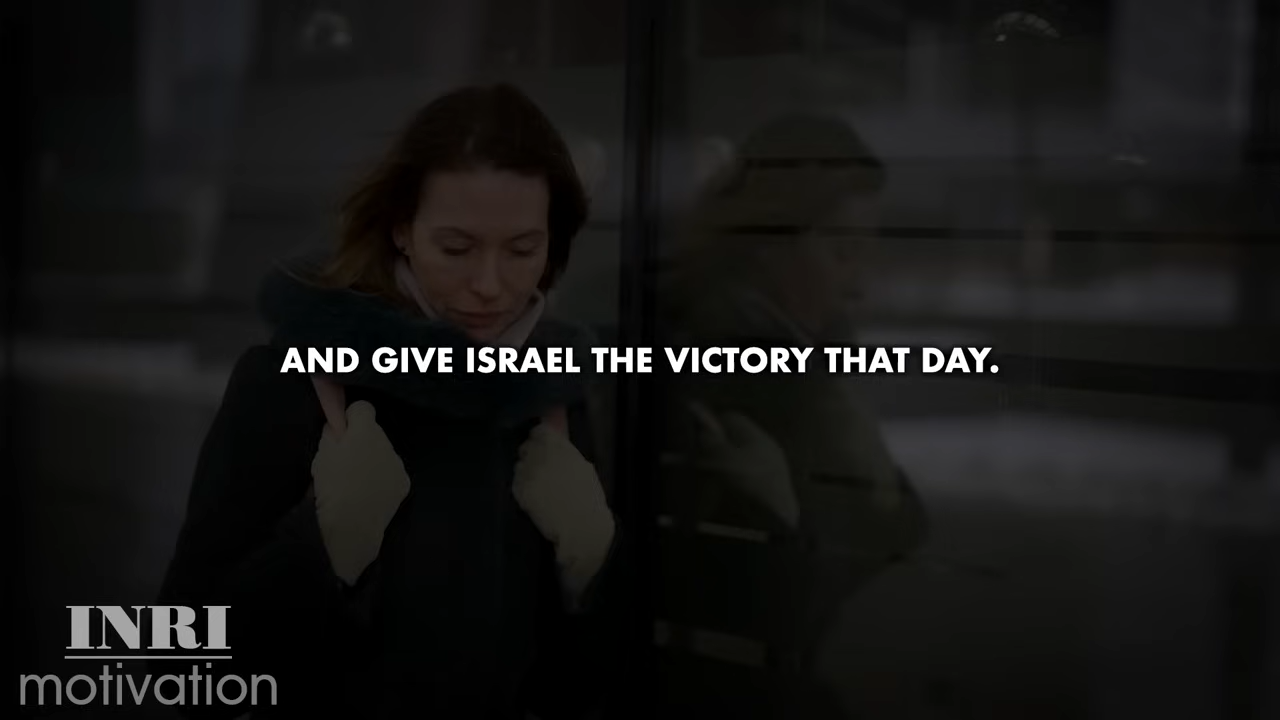 AND GIVE ISRAEL THE VICTORY THAT DAY.
INRI
motivation